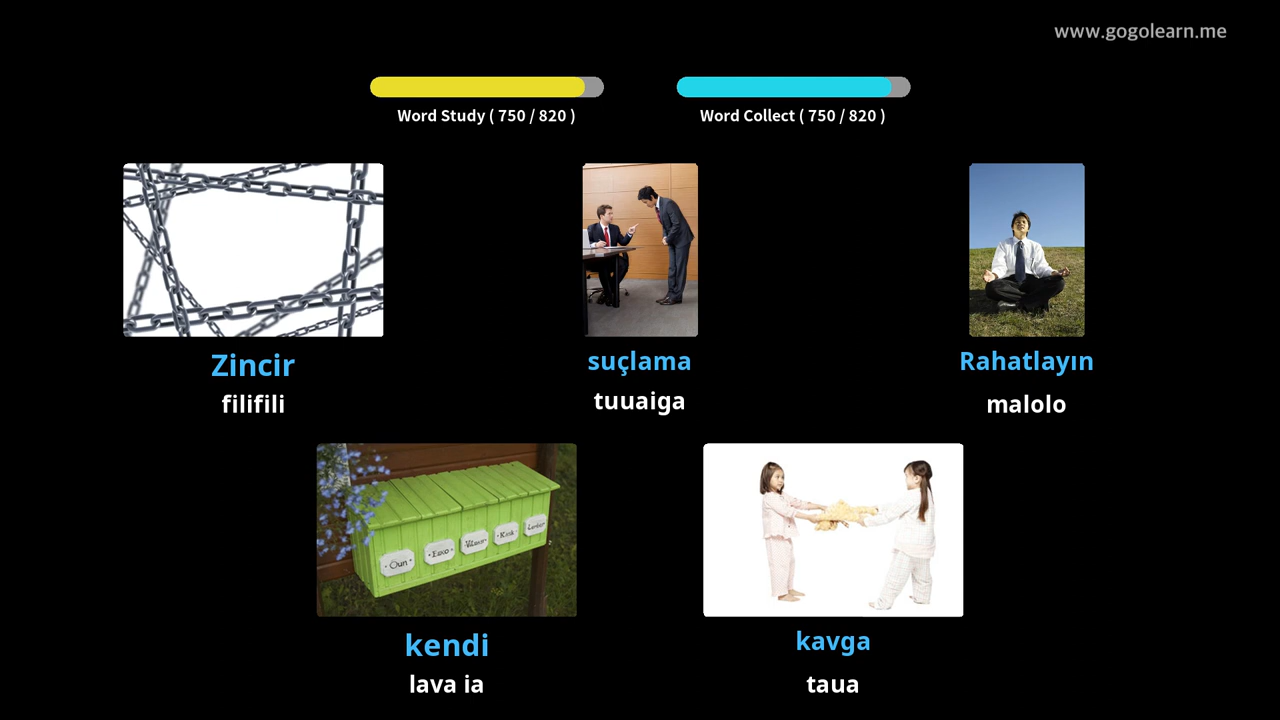 www.gogolearn.me
Word Study ( 750 / 820 )
Word Collect ( 750 / 820 )
Zincir
filifili
suçlama
tuuaiga
Rahatlayın
malolo
kendi
lava ia
kavga
taua